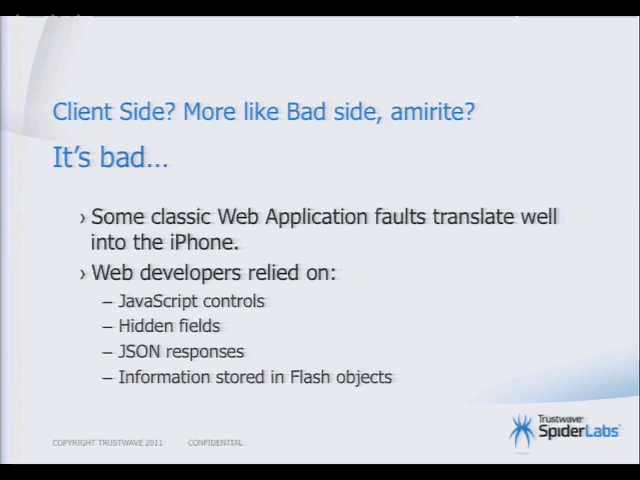 Client Side? More like Bad side, amirite?
It's bad...
› Some classic Web Application faults translate well
into the iPhone.
› Web developers relied on:
– JavaScript controls
– Hidden fields
– JSON responses
– Information stored in Flash objects
COPYRIGHT TRUSTWAVE 2011 CONFIDENTIAL
Trustwave®
SpiderLabs®